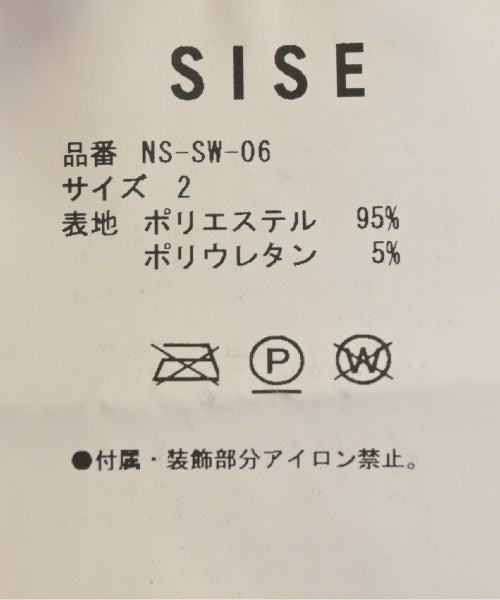 SISE
品番 NS-SW-06
サイズ 2
表地 ポリエステル 95%
ポリウレタン 5%
P W
●付属・装飾部分アイロン禁止。